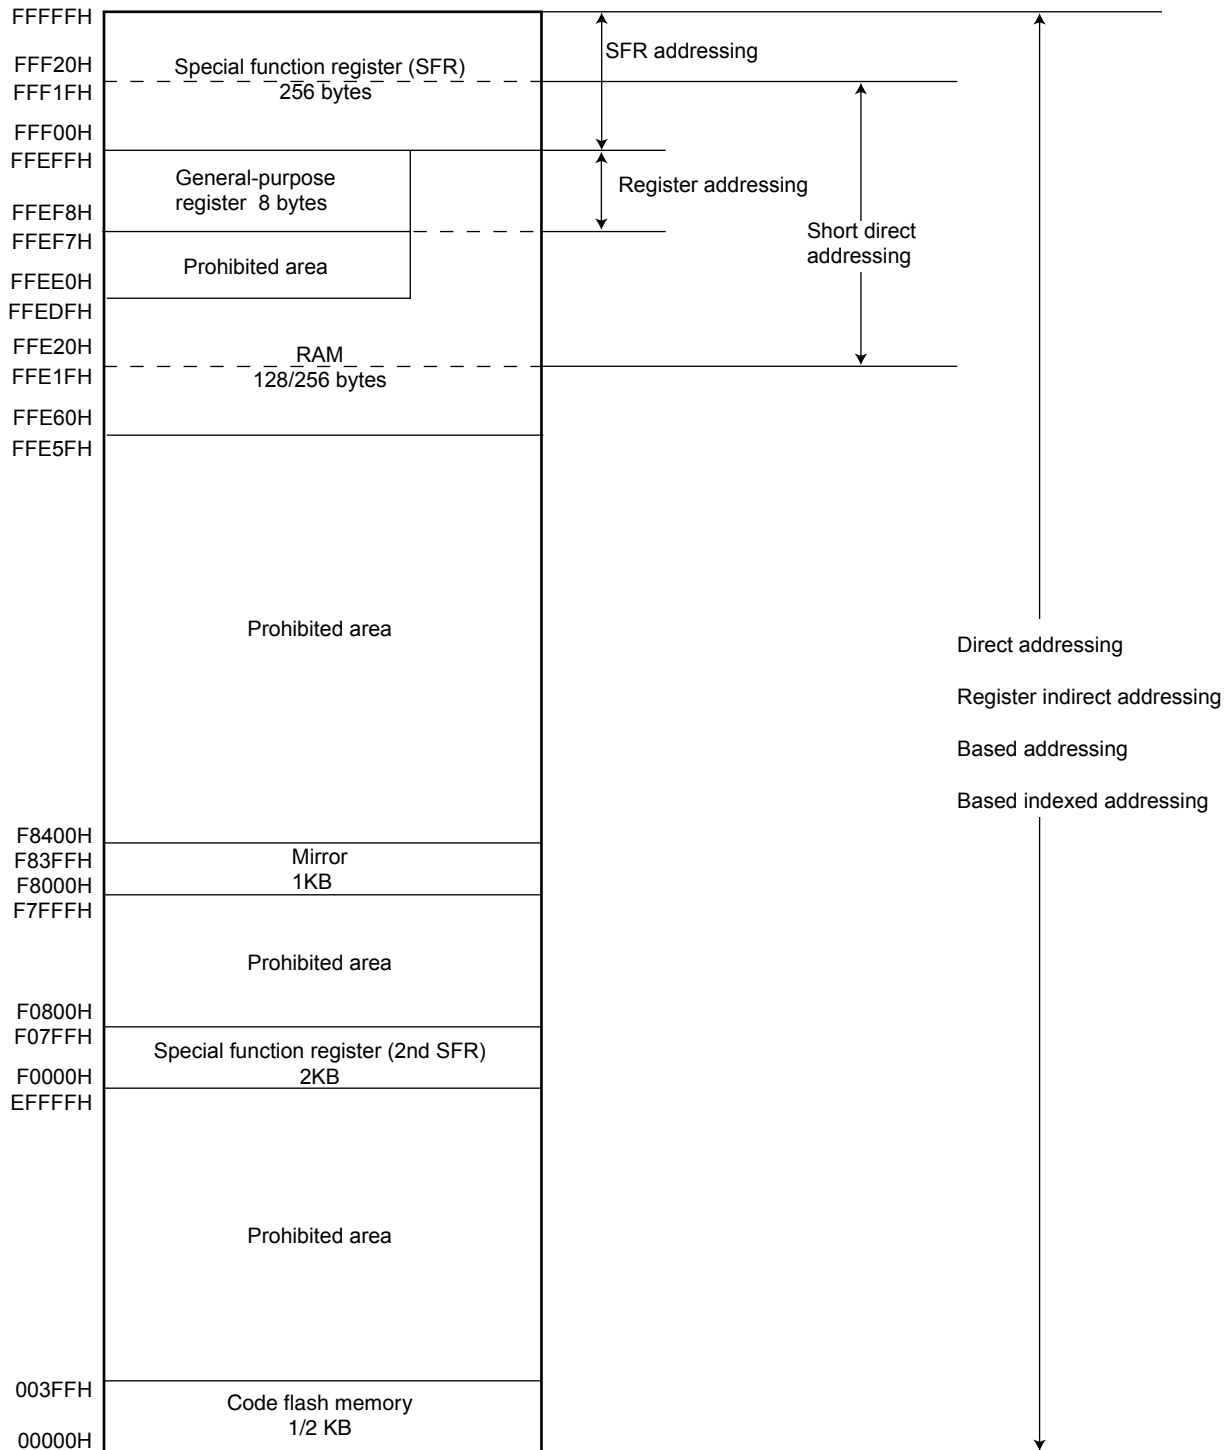 FFFFFH
SFR addressing
FFF20H
Special function register (SFR)
256 bytes
FFF1FH
FFF00H
FFEFFH
General-purpose
register 8 bytes
Register addressing
FFEF8H
FFEF7H
Short direct
addressing
Prohibited area
FFEE0H
FFEDFH
FFE20H
RAM
128/256 bytes
FFE1FH
FFE60H
FFE5FH
Prohibited area
Direct addressing
Register indirect addressing
Based addressing
Based indexed addressing
F8400H
F83FFH
Mirror
1KB
F8000H
F7FFFH
Prohibited area
F0800H
F07FFH
Special function register (2nd SFR)
2KB
F0000H
EFFFFH
Prohibited area
003FFH
Code flash memory
1/2 KB
00000H